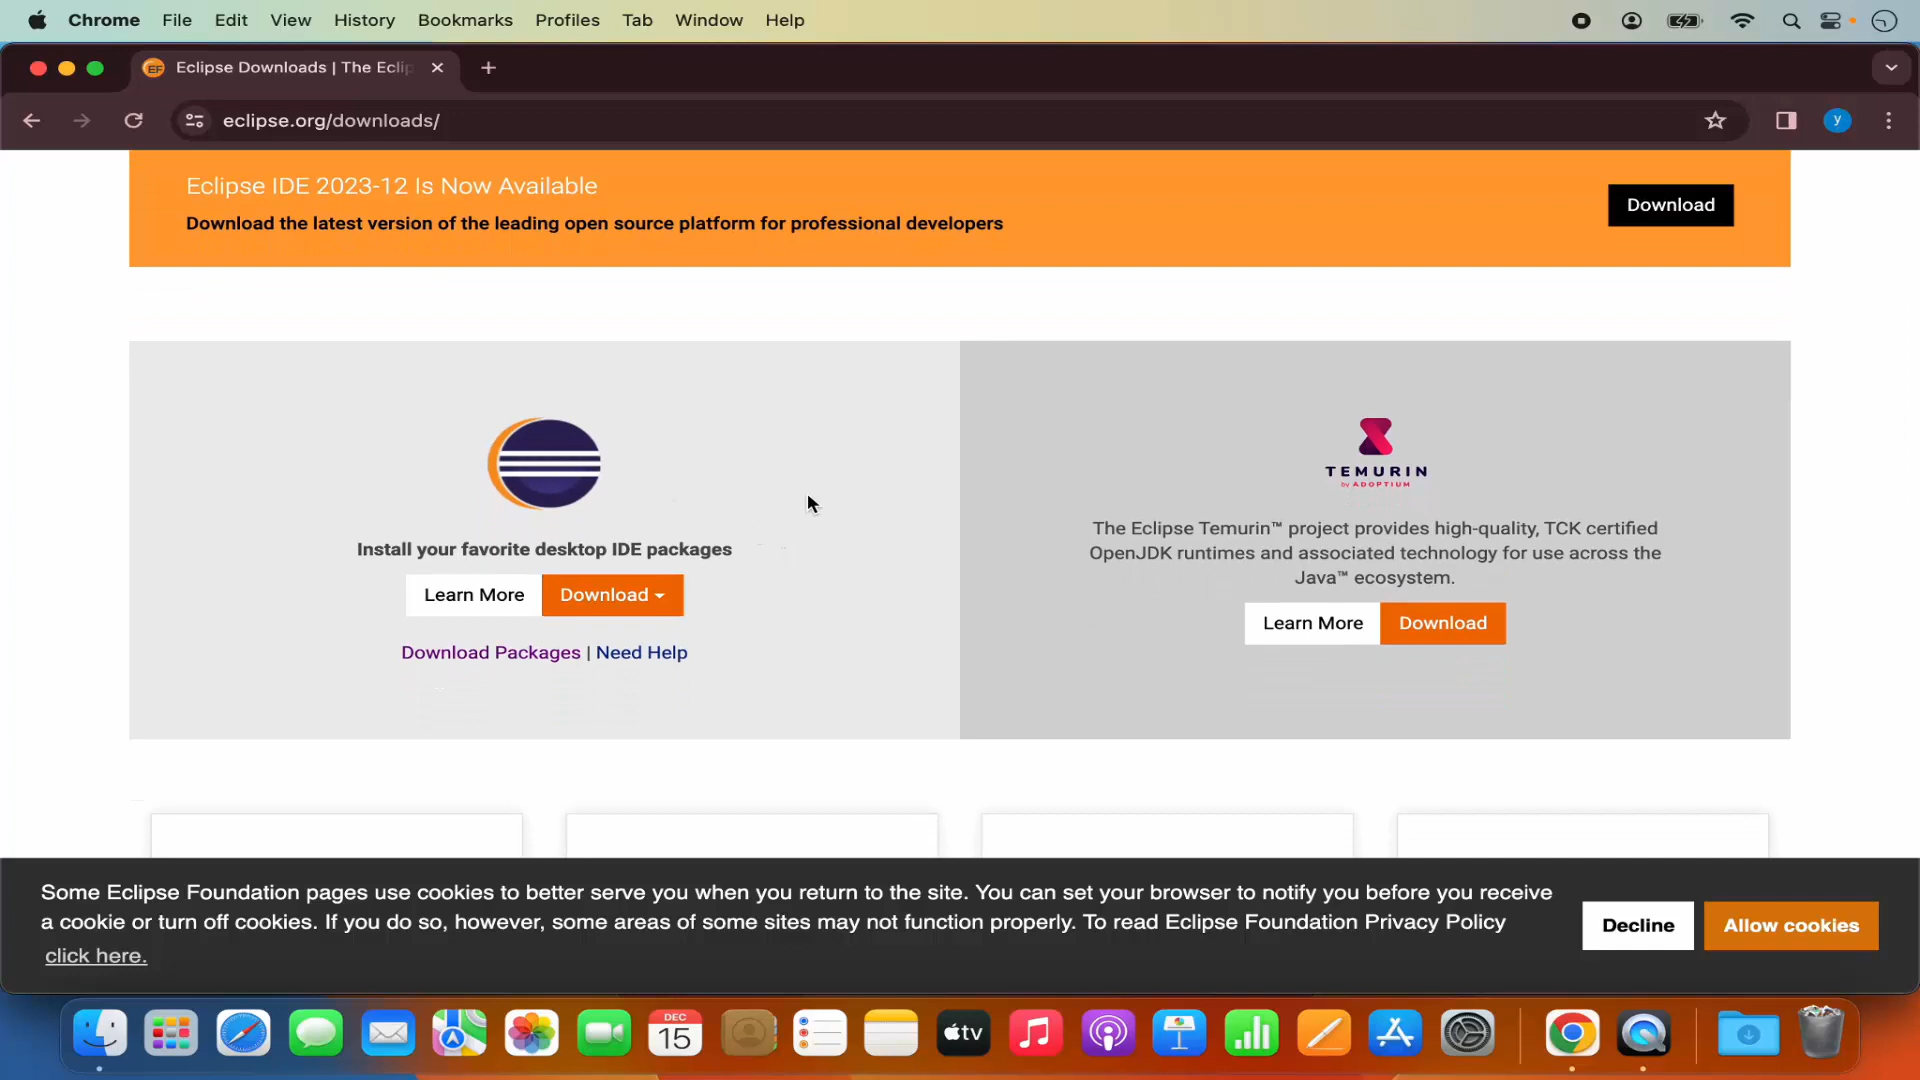 Chrome File Edit View History Bookmarks Profiles Tab Window Help
EF Eclipse Downloads | The Eclip
eclipse.org/downloads/
y
Eclipse IDE 2023-12 Is Now Available
Download the latest version of the leading open source platform for professional developers
Download
Install your favorite desktop IDE packages
Learn More Download
Download Packages | Need Help
TEMURIN
by ADOPTIUM
The Eclipse Temurin™ project provides high-quality, TCK certified
OpenJDK runtimes and associated technology for use across the
Java™ ecosystem.
Learn More Download
Some Eclipse Foundation pages use cookies to better serve you when you return to the site. You can set your browser to notify you before you receive
a cookie or turn off cookies. If you do so, however, some areas of some sites may not function properly. To read Eclipse Foundation Privacy Policy
click here.
Decline Allow cookies
DEC
15
tv